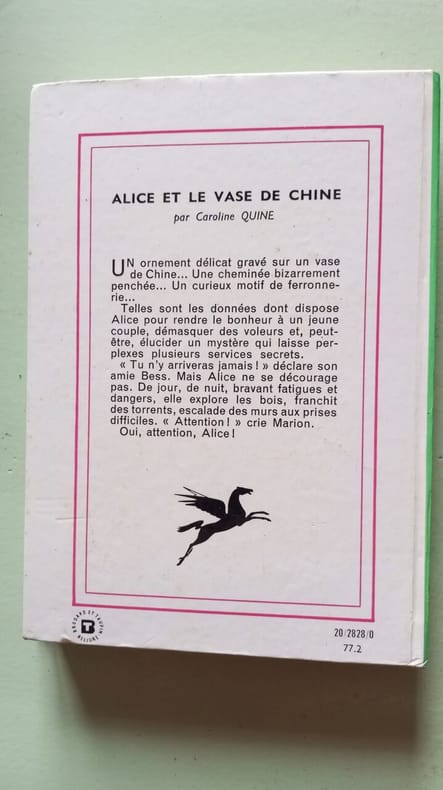 ALICE ET LE VASE DE CHINE
par Caroline QUINE
UN ornement délicat gravé sur un vase
de Chine... Une cheminée bizarrement
penchée... Un curieux motif de ferronne-
rie...
Telles sont les données dont dispose
Alice pour rendre le bonheur à un jeune
couple, démasquer des voleurs et, peut-
être, élucider un mystère qui laisse per-
plexes plusieurs services secrets.
« Tu n'y arriveras jamais ! » déclare son
amie Bess. Mais Alice ne se décourage
pas. De jour, de nuit, bravant fatigues et
dangers, elle explore les bois, franchit
des torrents, escalade des murs aux prises
difficiles. « Attention ! » crie Marion.
Oui, attention, Alice !
BRODARD ET TAUPIN RELIURE
20/2828/0
77.2